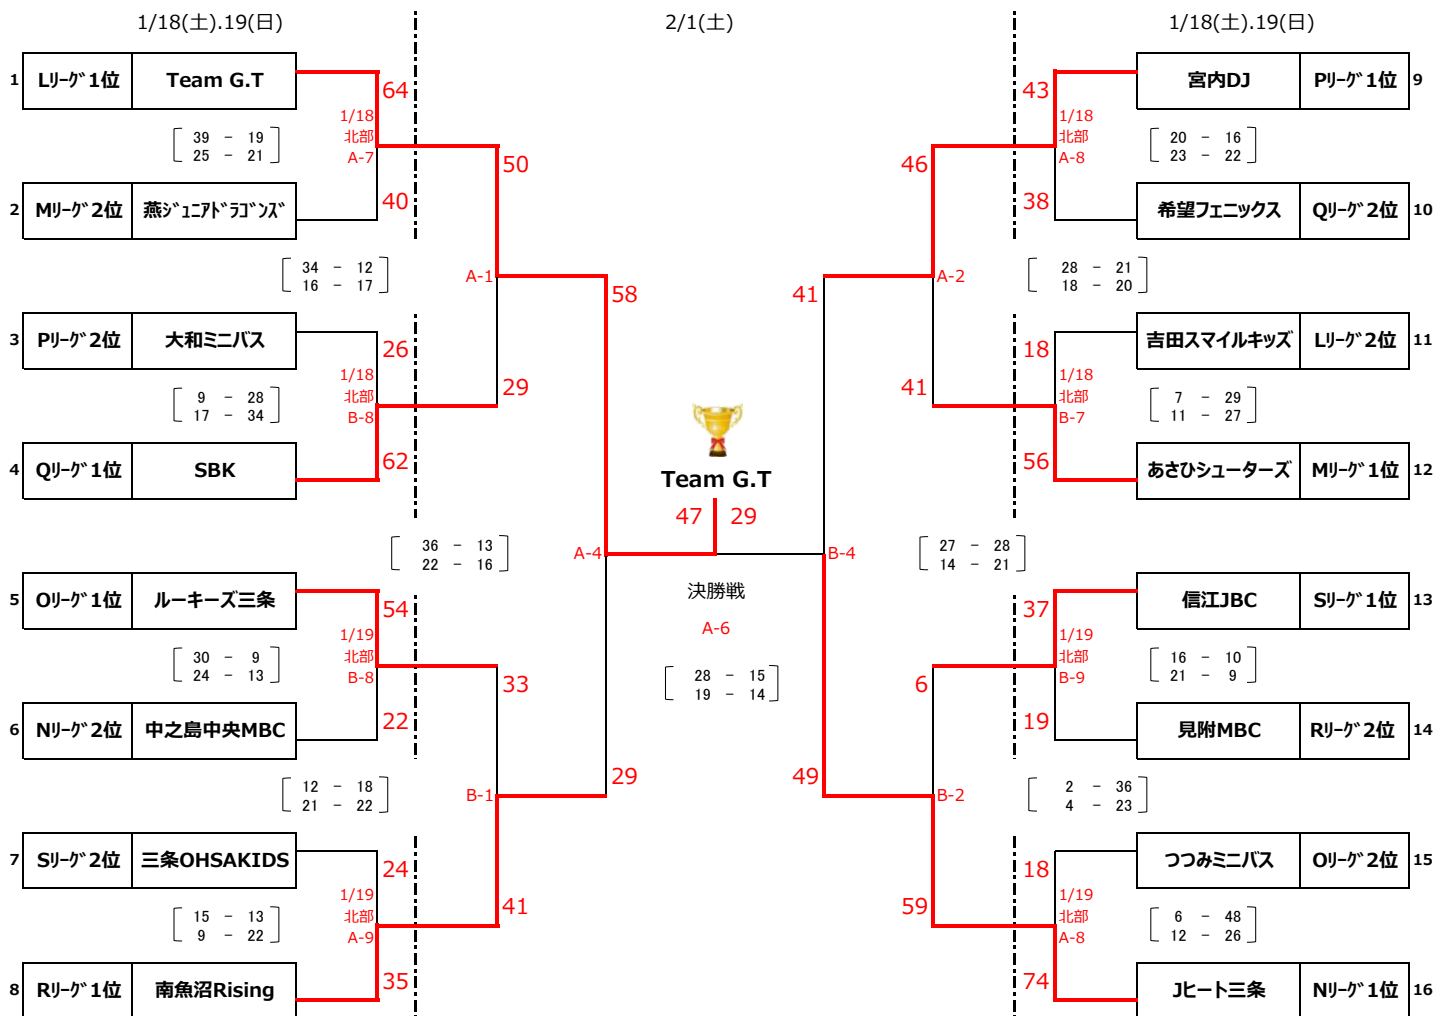 1/18(土).19(日)
2/1(土)
1/18(土).19(日)
1 Lﾘｰｸﾞ1位 Team G.T
64
1/18
北部
A-7
39 - 19
25 - 21
40
2 Mﾘｰｸﾞ2位 燕ｼﾞｭﾆｱﾄﾞﾗｺﾞﾝｽﾞ
50
34 - 12
16 - 17
A-1
58
3 Pﾘｰｸﾞ2位 大和ミニバス
26
1/18
北部
B-8
9 - 28
17 - 34
29
62
4 Qﾘｰｸﾞ1位 SBK
36 - 13
22 - 16
A-4
5 Oﾘｰｸﾞ1位 ルーキーズ三条
54
1/19
北部
B-8
30 - 9
24 - 13
33
22
6 Nﾘｰｸﾞ2位 中之島中央MBC
12 - 18
21 - 22
B-1
29
7 Sﾘｰｸﾞ2位 三条OHSAKIDS
24
1/19
北部
A-9
15 - 13
9 - 22
41
35
8 Rﾘｰｸﾞ1位 南魚沼Rising
Team G.T
47 29
決勝戦
A-6
28 - 15
19 - 14
43
宮内DJ Pﾘｰｸﾞ1位 9
1/18
北部
A-8
20 - 16
23 - 22
46
38
希望フェニックス Qﾘｰｸﾞ2位 10
41
A-2
28 - 21
18 - 20
18
吉田スマイルキッズ Lﾘｰｸﾞ2位 11
1/18
北部
B-7
7 - 29
11 - 27
41
56
あさひシューターズ Mﾘｰｸﾞ1位 12
B-4
27 - 28
14 - 21
37
信江JBC Sﾘｰｸﾞ1位 13
1/19
北部
B-9
16 - 10
21 - 9
6
19
見附MBC Rﾘｰｸﾞ2位 14
49
B-2
2 - 36
4 - 23
18
つつみミニバス Oﾘｰｸﾞ2位 15
1/19
北部
A-8
6 - 48
12 - 26
59
74
Jヒート三条 Nﾘｰｸﾞ1位 16